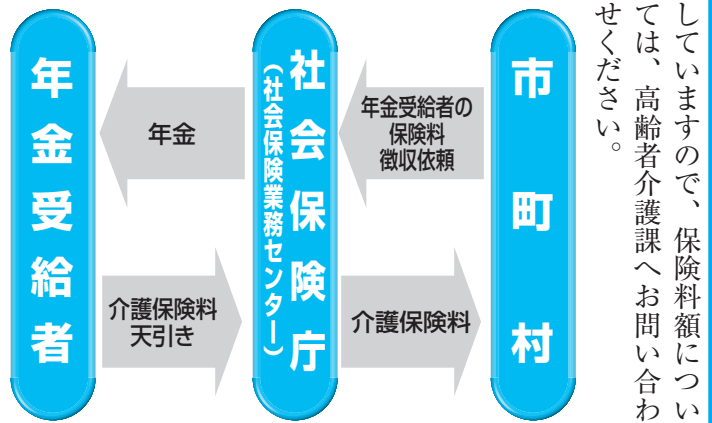 していますので、保険料額につい
ては、高齢者介護課へお問い合わ
せください。
市町村
年金受給者の
保険料
徴収依頼
介護保険料
社会保険庁
（社会保険業務センター）
年金
介護保険料
天引き
年金受給者